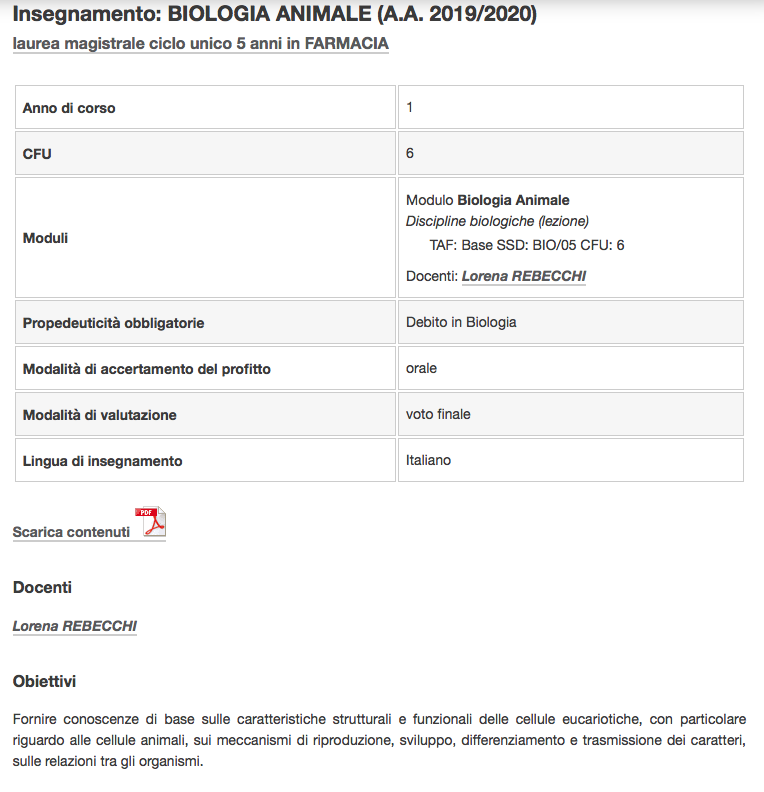 Insegnamento: BIOLOGIA ANIMALE (A.A. 2019/2020)
laurea magistrale ciclo unico 5 anni in FARMACIA
Anno di corso
1
CFU
6
Moduli
Modulo Biologia Animale
Discipline biologiche (lezione)
TAF: Base SSD: BIO/05 CFU: 6
Docenti: Lorena REBECCHI
Propedeuticità obbligatorie
Debito in Biologia
Modalità di accertamento del profitto
orale
Modalità di valutazione
voto finale
Lingua di insegnamento
Italiano
Scarica contenuti
PDF
Docenti
Lorena REBECCHI
Obiettivi
Fornire conoscenze di base sulle caratteristiche strutturali e funzionali delle cellule eucariotiche, con particolare
riguardo alle cellule animali, sui meccanismi di riproduzione, sviluppo, differenziamento e trasmissione dei caratteri,
sulle relazioni tra gli organismi.